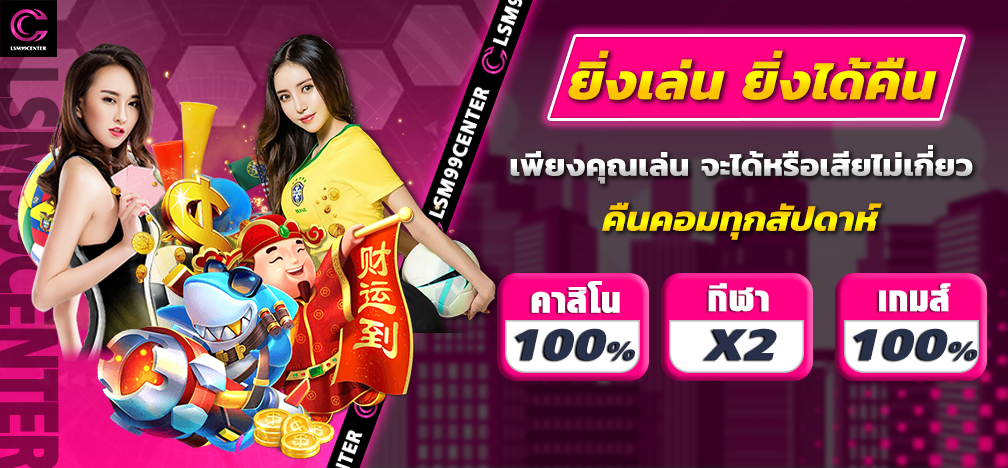 LSM99CENTER
LSM99CENTER
LSM99CENTER
LSM
财运到
ยิ่งเล่น ยิ่งได้คืน
เพียงคุณเล่น จะได้หรือเสียไม่เกี่ยว
คืนคอมทุกสัปดาห์
คาสิโน
100%
กีฬา
X2
เกมส์
100%